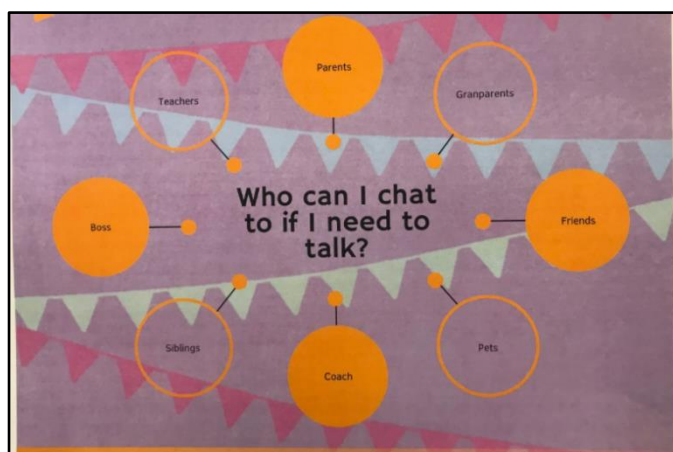 Parents
Teachers
Granparents
Who can I chat
to if I need to
talk?
Boss
Friends
Siblings
Pets
Coach